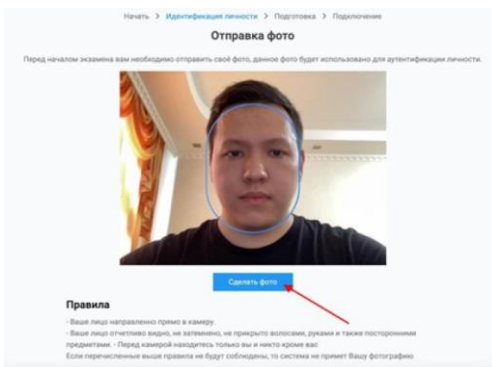 Начать > Идентификация личности > Подготовка > Подключение
Отправка фото
Перед началом экзамена вам необходимо отправить своё фото, данное фото будет использовано для аутентификации личности.
Сделать фото
Правила
- Ваше лицо направленно прямо в камеру.
- Ваше лицо отчетливо видно, не затемнено, не прикрыто волосами, руками и также посторонними
предметами. - Перед камерой находитесь только вы и никто кроме вас
Если перечисленные выше правила не будут соблюдены, то система не примет Вашу фотографию